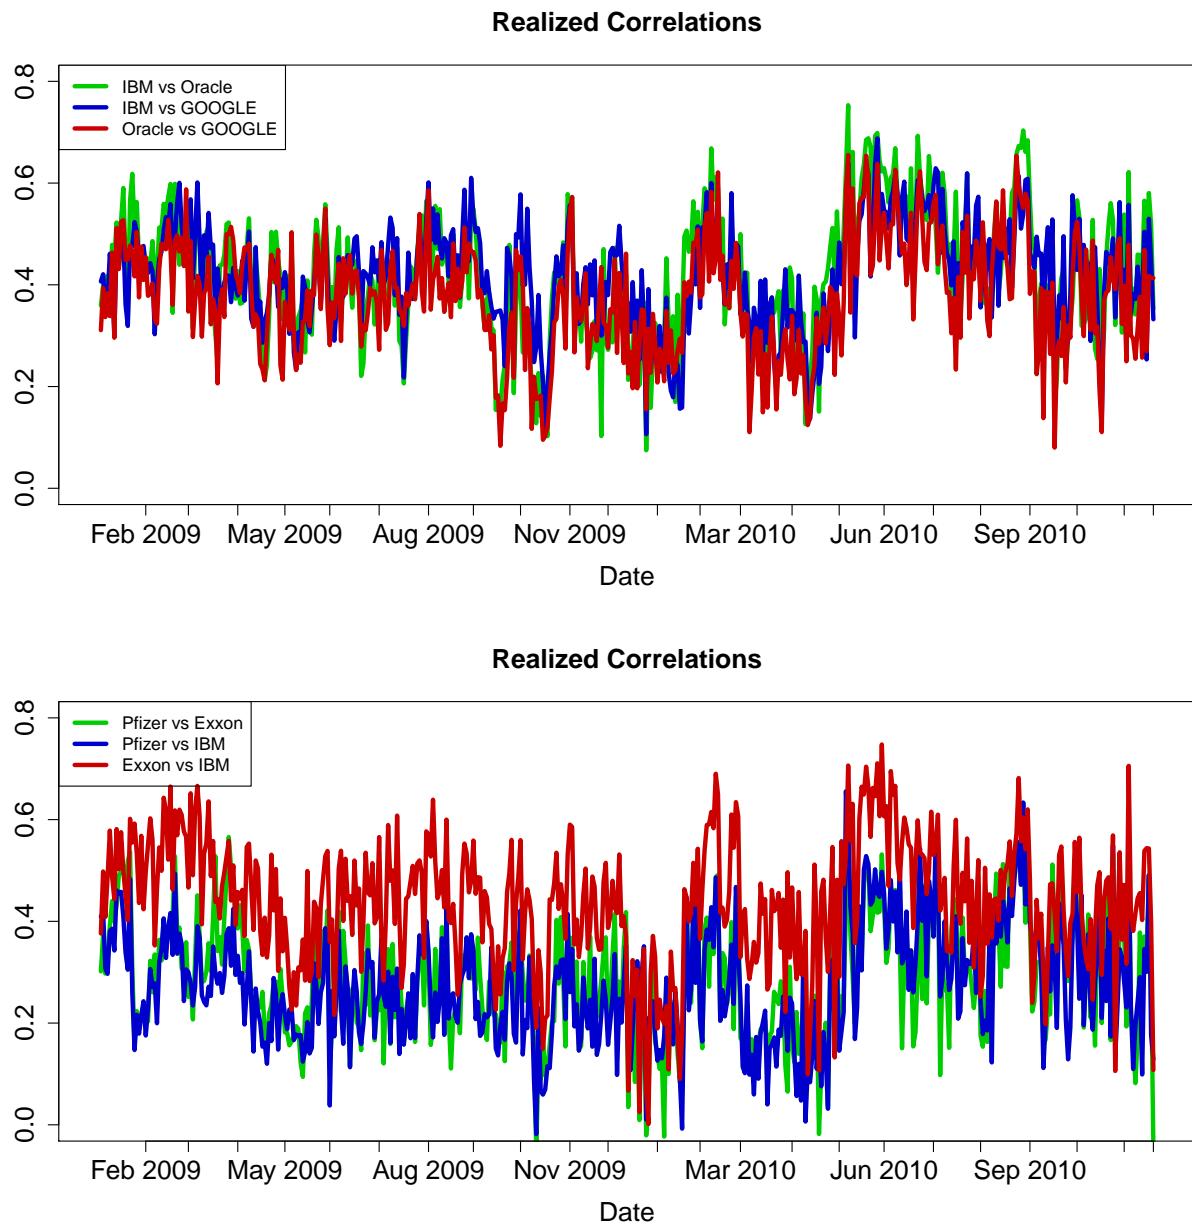 Realized Correlations
0.8
0.6
0.4
0.2
0.0
IBM vs Oracle
IBM vs GOOGLE
Oracle vs GOOGLE
Feb 2009 May 2009 Aug 2009 Nov 2009 Mar 2010 Jun 2010 Sep 2010
Date
Realized Correlations
0.8
0.6
0.4
0.2
0.0
Pfizer vs Exxon
Pfizer vs IBM
Exxon vs IBM
Feb 2009 May 2009 Aug 2009 Nov 2009 Mar 2010 Jun 2010 Sep 2010
Date